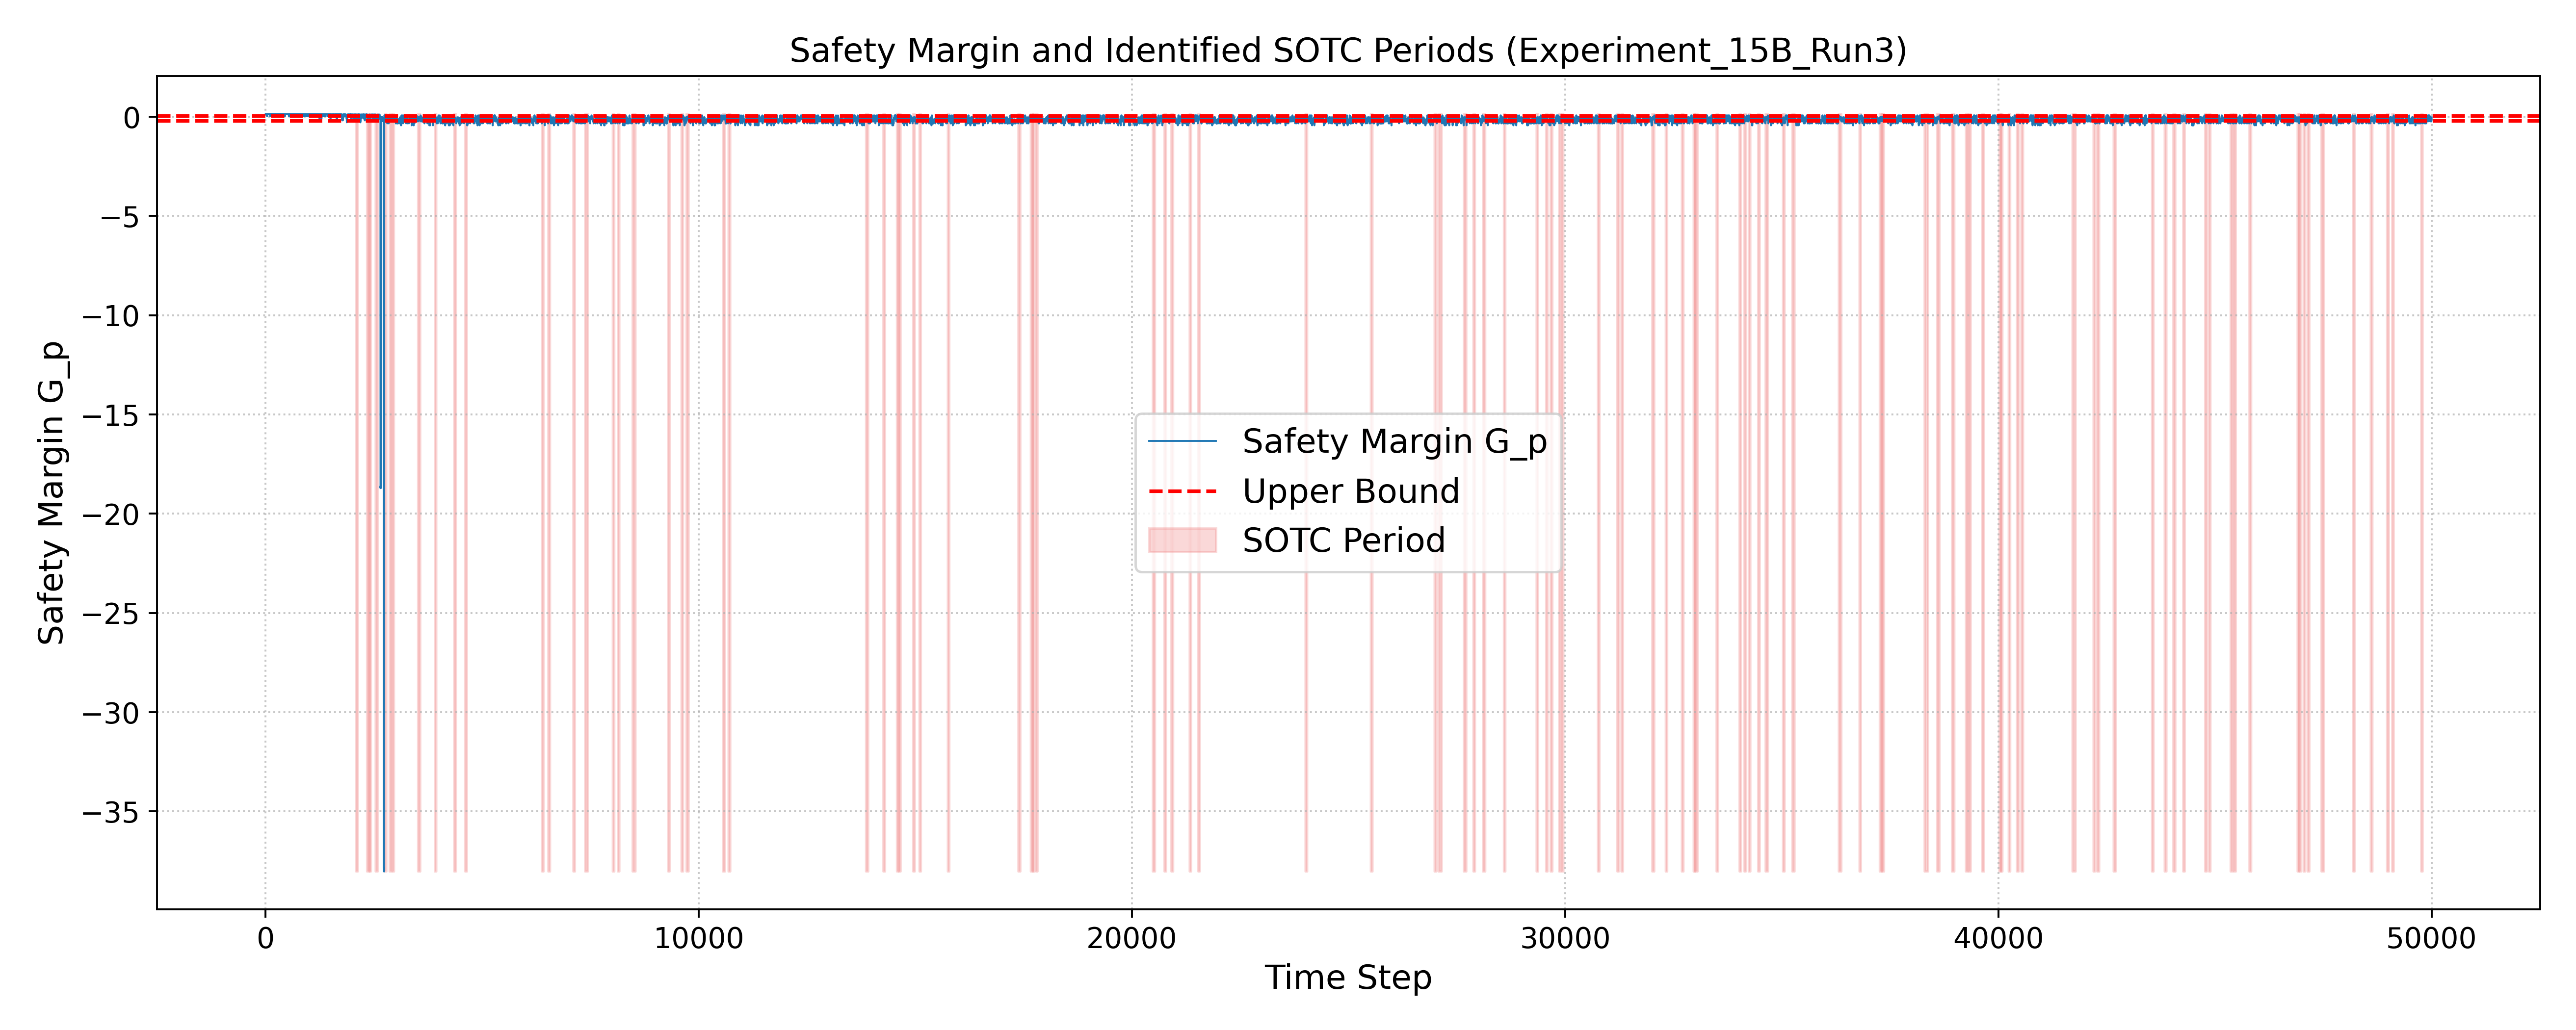 Safety Margin and Identified SOTC Periods (Experiment_15B_Run3)
Safety Margin G_p
0
−5
−10
−15
−20
−25
−30
−35
Safety Margin G_p
Upper Bound
SOTC Period
0
10000
20000
30000
40000
50000
Time Step